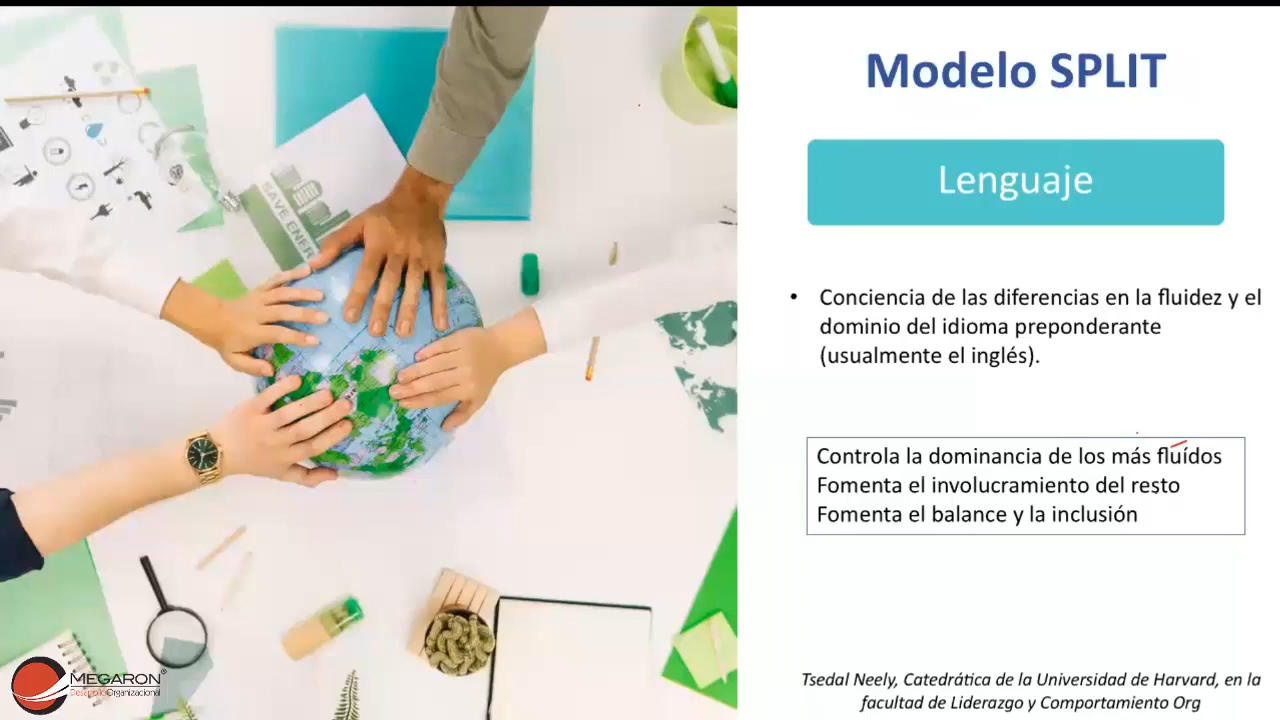 Modelo SPLIT
Lenguaje
• Conciencia de las diferencias en la fluidez y el
dominio del idioma preponderante
(usualmente el inglés).
Controla la dominancia de los más fluídos
Fomenta el involucramiento del resto
Fomenta el balance y la inclusión
Tsedal Neely, Catedrática de la Universidad de Harvard, en la
facultad de Liderazgo y Comportamiento Org
SAVE ENER
MEGARON®
Desarrollo Organizacional